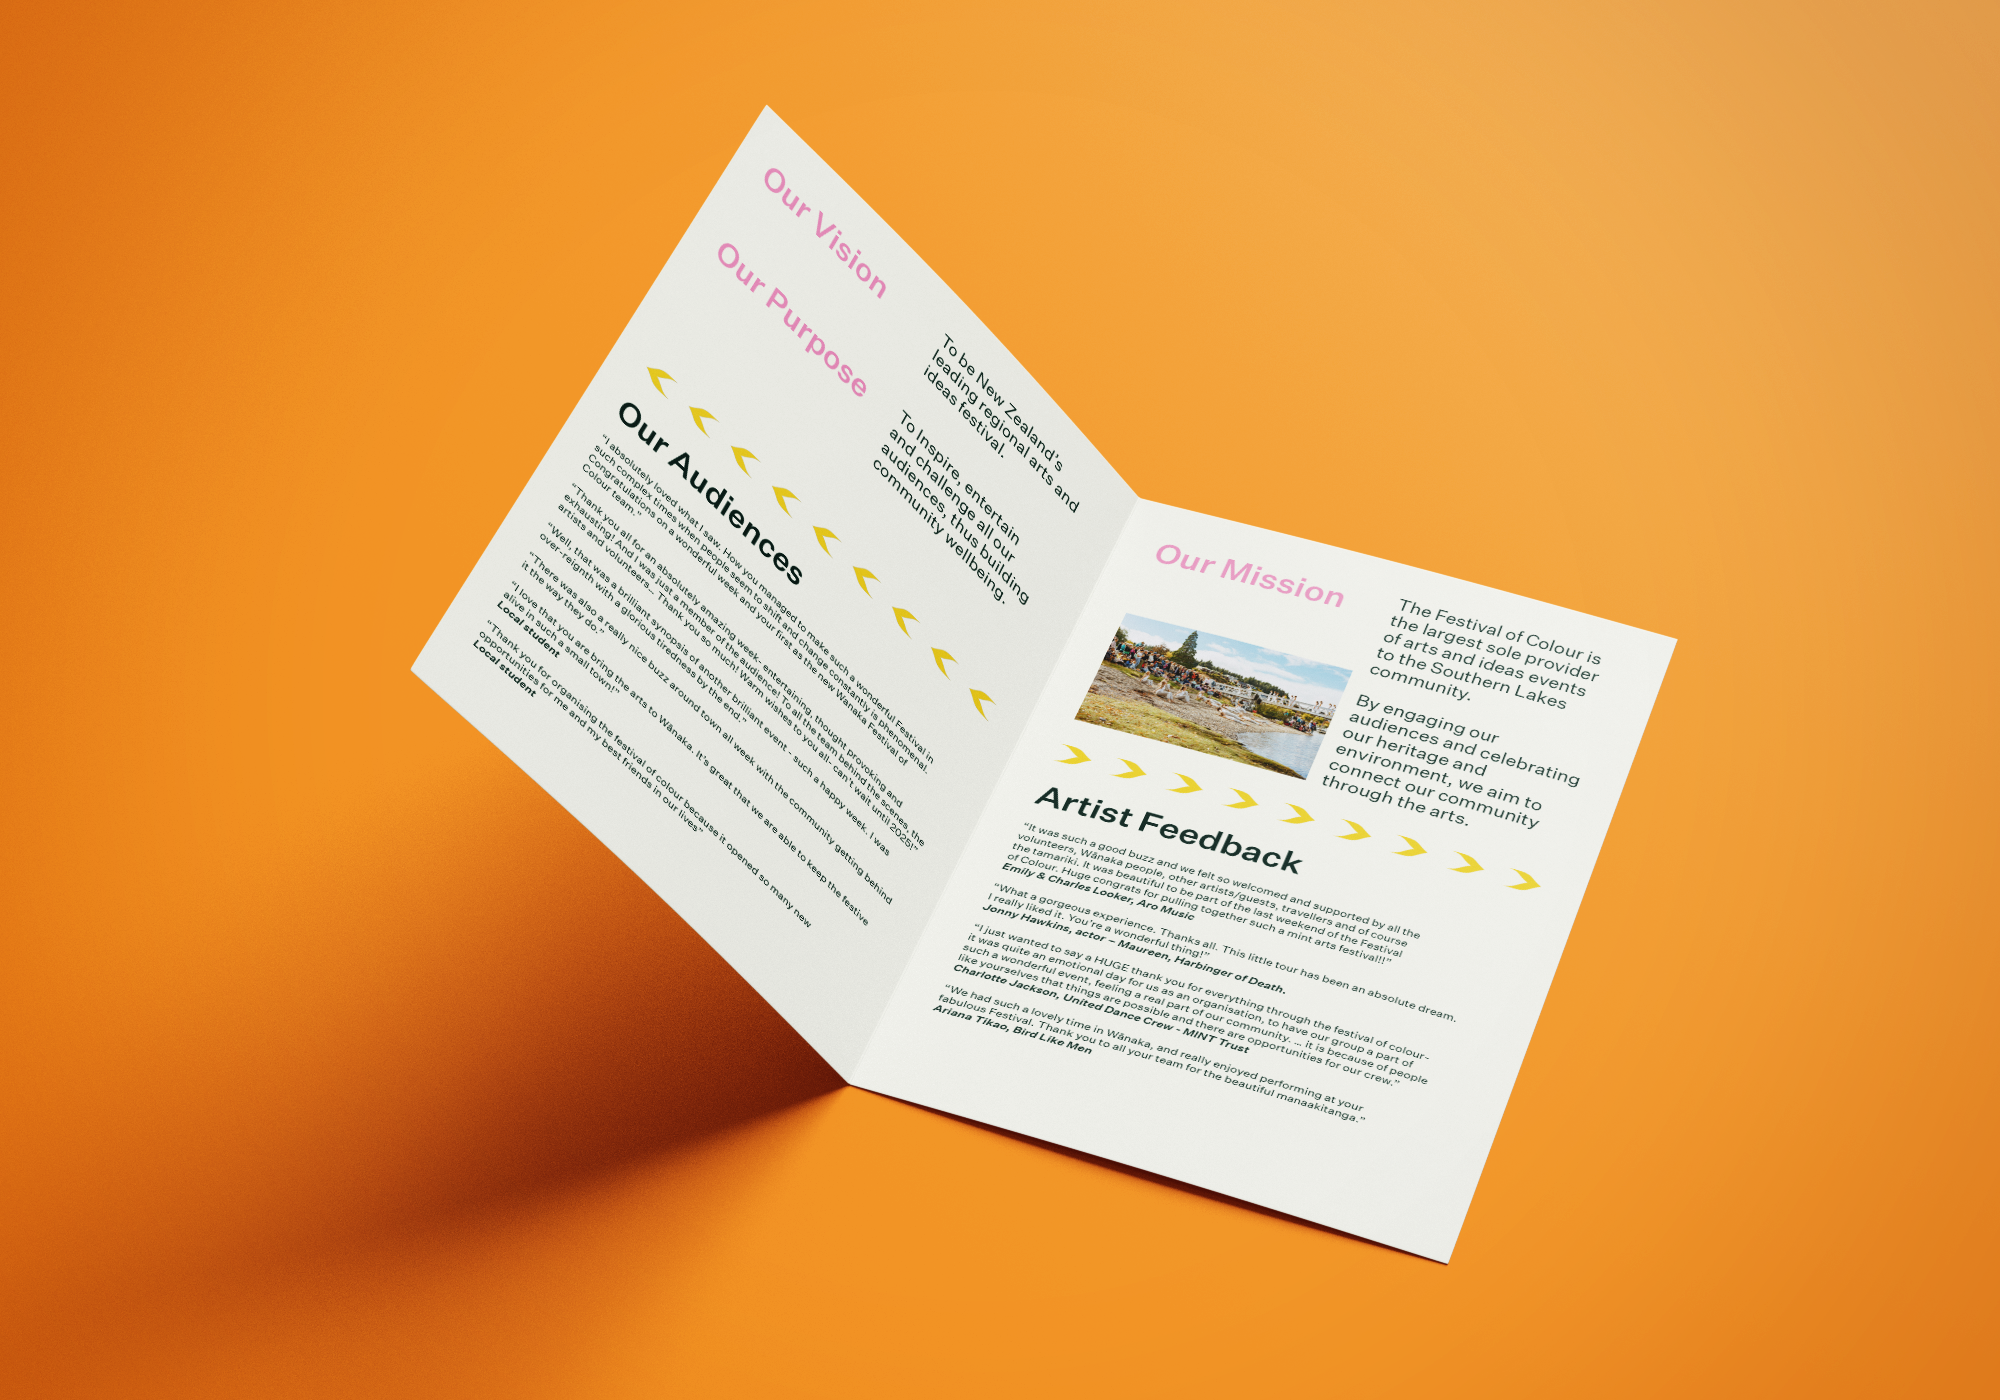 Our Vision
To be New Zealand's
leading regional arts and
ideas festival.
Our Purpose
To Inspire, entertain
and challenge all our
audiences, thus building
community wellbeing.
Our Audiences
“I absolutely loved what I saw. How you managed to make such a wonderful Festival in
such complex times when people seem to shift and change constantly is phenomenal.
Congratulations on a wonderful week and your first as the new Wanaka Festival of
Colour team.”
“Thank you all for an absolutely amazing week- entertaining, thought provoking and
exhausting! And I was just a member of the audience! To all the team behind the scenes, the
artists and volunteers... Thank you so much! Warm wishes to you all- can't wait until 2025!”
“Well, that was a brilliant synopsis of another brilliant event - such a happy week. I was
over-reignth with a glorious tiredness by the end.”
“There was also a really nice buzz around town all week with the community getting behind
it the way they do.”
“I love that you are bring the arts to Wānaka. It's great that we are able to keep the festive
alive in such a small town!”
Local student
“Thank you for organising the festival of colour because it opened so many new
opportunities for me and my best friends in our lives”
Local student
Our Mission
The Festival of Colour is
the largest sole provider
of arts and ideas events
to the Southern Lakes
community.
By engaging our
audiences and celebrating
our heritage and
environment, we aim to
connect our community
through the arts.
Artist Feedback
“It was such a good buzz and we felt so welcomed and supported by all the
volunteers, Wānaka people, other artists/guests, travellers and of course
the tamariki. It was beautiful to be part of the last weekend of the Festival
of Colour. Huge congrats for pulling together such a mint arts festival!!”
Emily & Charles Looker, Aro Music
“What a gorgeous experience. Thanks all. This little tour has been an absolute dream.
I really liked it. You're a wonderful thing!”
Jonny Hawkins, actor – Maureen, Harbinger of Death.
“I just wanted to say a HUGE thank you for everything through the festival of colour-
it was quite an emotional day for us as an organisation, to have our group a part of
such a wonderful event, feeling a real part of our community. ... it is because of people
like yourselves that things are possible and there are opportunities for our crew.”
Charlotte Jackson, United Dance Crew - MINT Trust
“We had such a lovely time in Wānaka, and really enjoyed performing at your
fabulous Festival. Thank you to all your team for the beautiful manaakitanga.”
Ariana Tikao, Bird Like Men